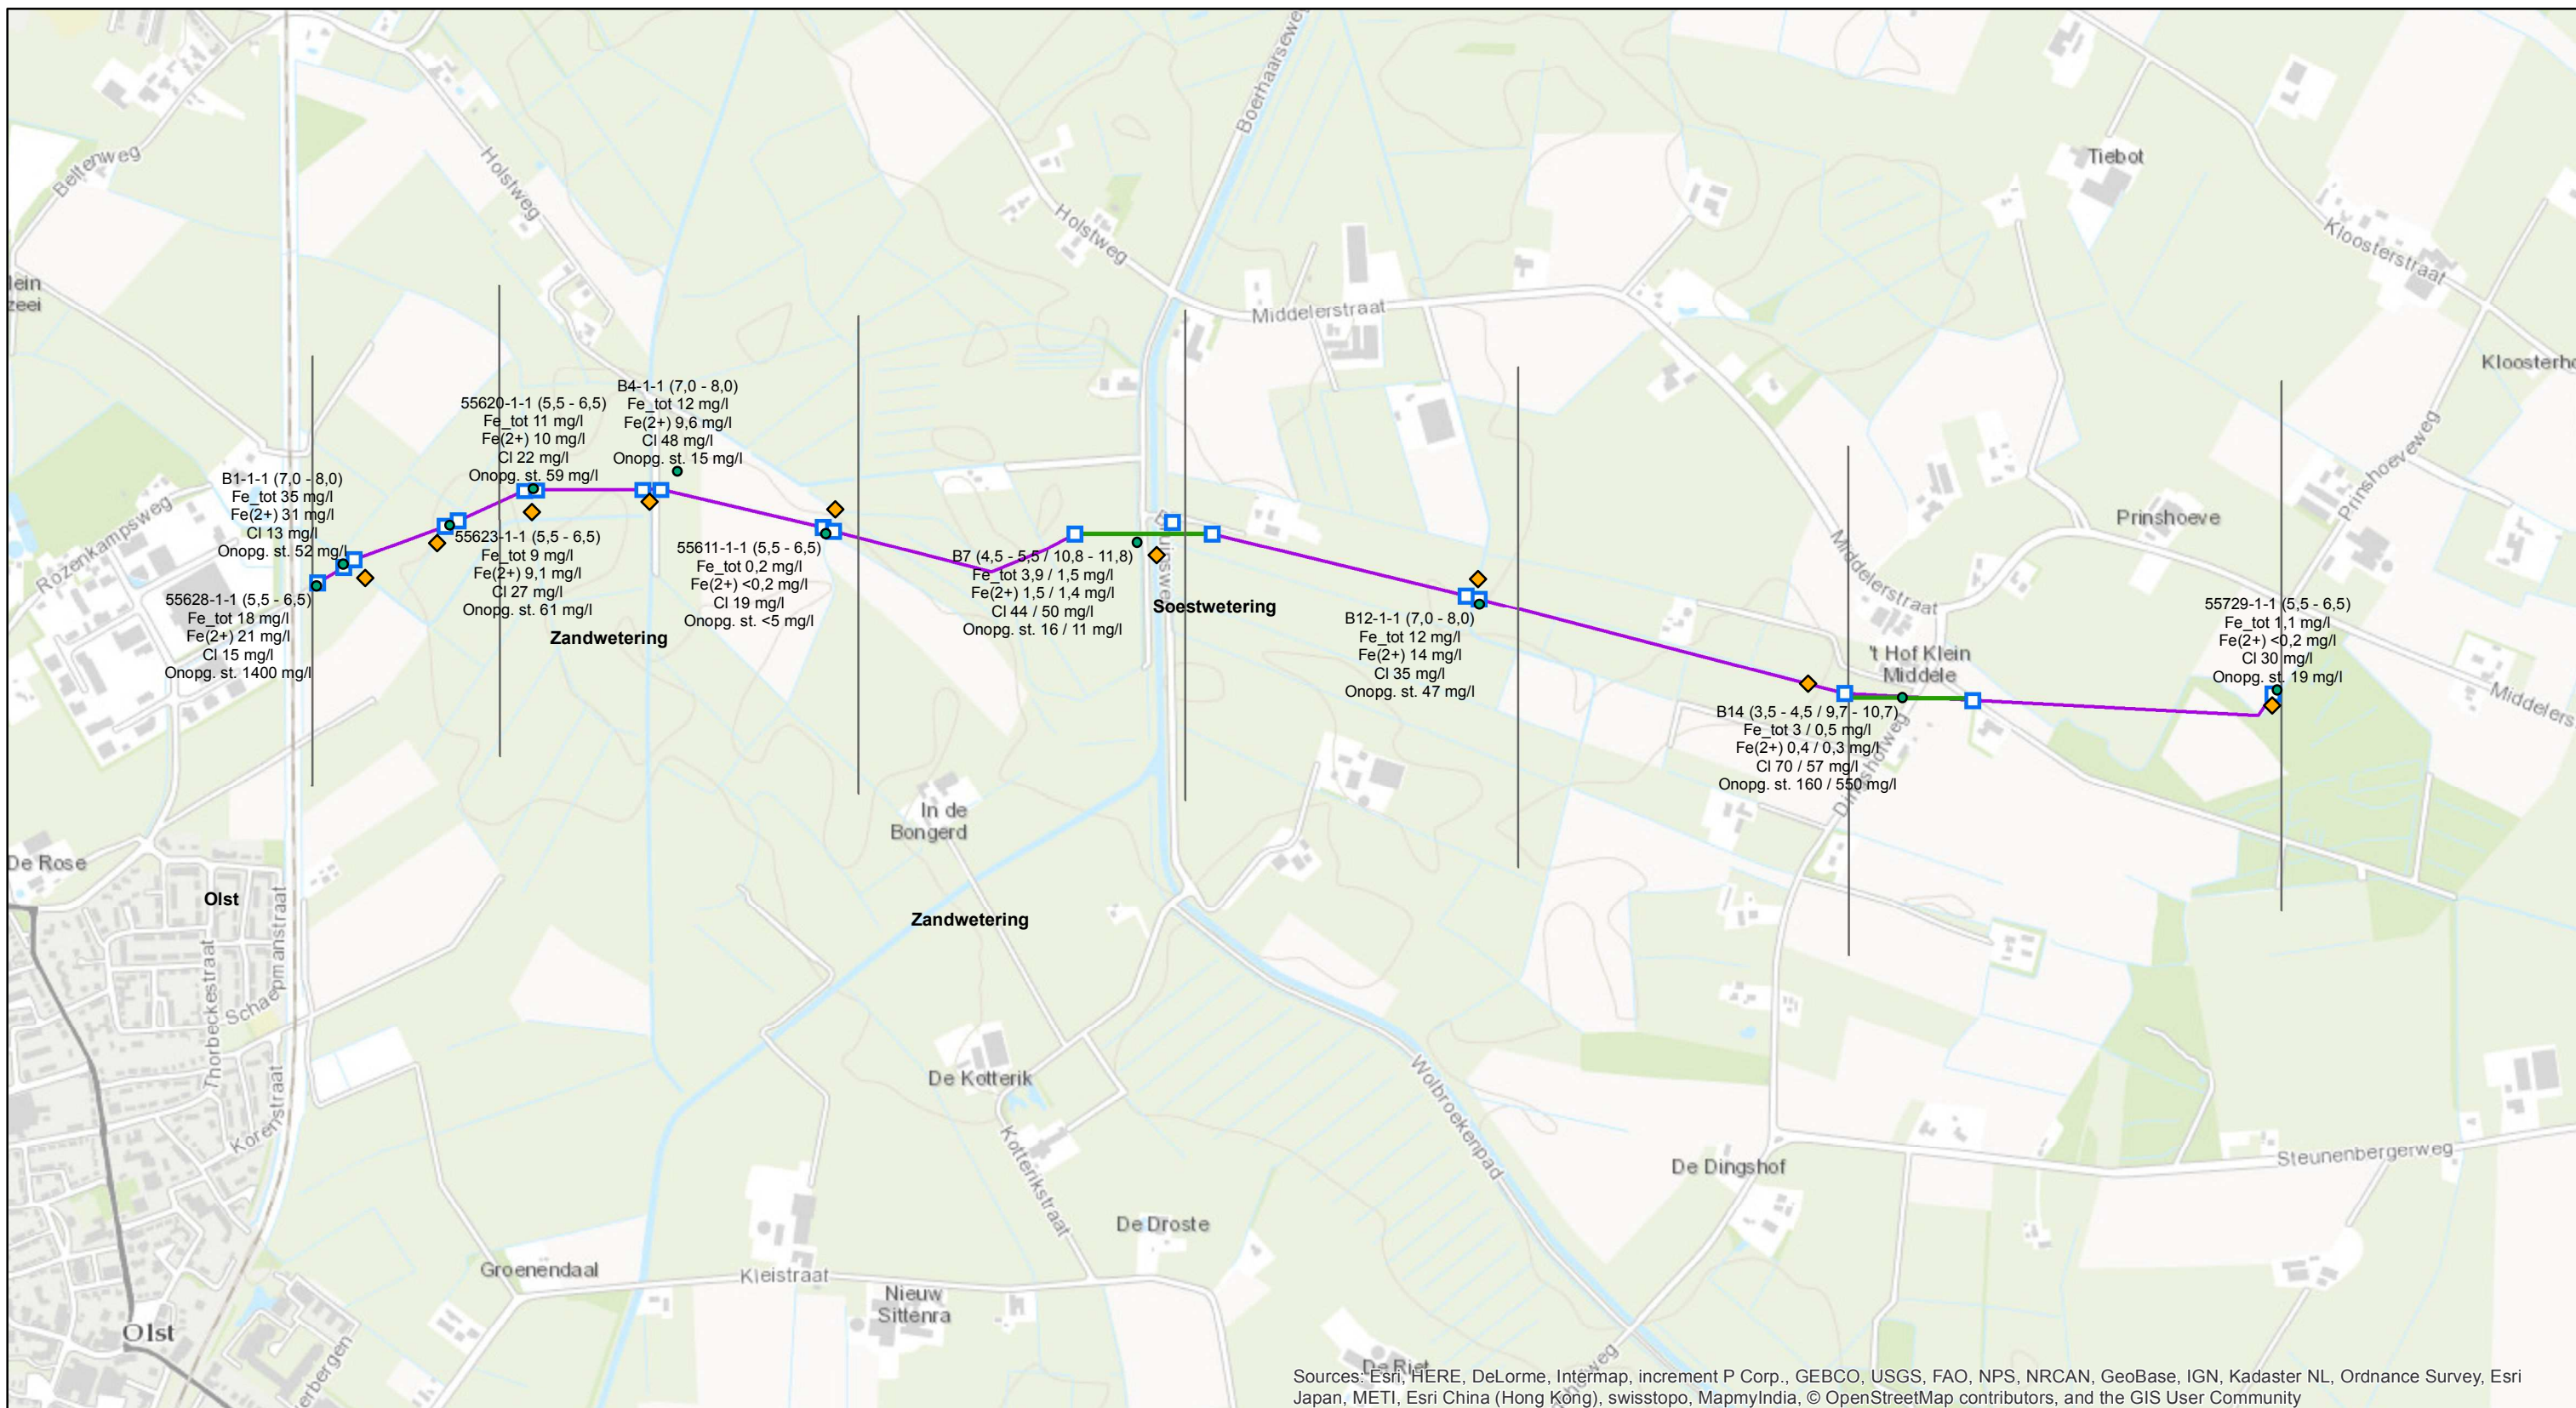 Boerhaarsewe
Beltenweg
Holstweg
Holstweg
Tiebot
Kloosterstraat
lein
zeei
Middelerstraat
Kloosterho
B4-1-1 (7,0 - 8,0)
Fe_tot 12 mg/l
Fe(2+) 9,6 mg/l
Cl 48 mg/l
Onopg. st. 15 mg/l
55620-1-1 (5,5 - 6,5)
Fe_tot 11 mg/l
Fe(2+) 10 mg/l
Cl 22 mg/l
Onopg. st. 59 mg/l
B1-1-1 (7,0 - 8,0)
Fe_tot 35 mg/l
Fe(2+) 31 mg/l
Cl 13 mg/l
Onopg. st. 52 mg/l
Rozenkampsweg
55623-1-1 (5,5 - 6,5)
Fe_tot 9 mg/l
Fe(2+) 9,1 mg/l
Cl 27 mg/l
Onopg. st. 61 mg/l
55611-1-1 (5,5 - 6,5)
Fe_tot 0,2 mg/l
Fe(2+) <0,2 mg/l
Cl 19 mg/l
Onopg. st. <5 mg/l
B7 (4,5 - 5,5 / 10,8 - 11,8)
Fe_tot 3,9 / 1,5 mg/l
Fe(2+) 1,5 / 1,4 mg/l
Cl 44 / 50 mg/l
Onopg. st. 16 / 11 mg/l
Soestwetering
Prinshoeve
Prinshoeveweg
Middelerstraat
55628-1-1 (5,5 - 6,5)
Fe_tot 18 mg/l
Fe(2+) 21 mg/l
Cl 15 mg/l
Onopg. st. 1400 mg/l
Zandwetering
B12-1-1 (7,0 - 8,0)
Fe_tot 12 mg/l
Fe(2+) 14 mg/l
Cl 35 mg/l
Onopg. st. 47 mg/l
't Hof Klein
Middele
55729-1-1 (5,5 - 6,5)
Fe_tot 1,1 mg/l
Fe(2+) <0,2 mg/l
Cl 30 mg/l
Onopg. st. 19 mg/l
Middelers
B14 (3,5 - 4,5 / 9,7 - 10,7)
Fe_tot 3 / 0,5 mg/l
Fe(2+) 0,4 / 0,3 mg/l
Cl 70 / 57 mg/l
Onopg. st. 160 / 550 mg/l
In de
Bongerd
De Rose
Olst
Zandwetering
Thorbeckestraat
Schaepmanstraat
Korenstraat
De Kotterik
Kotterikstraat
Wolbroekenpad
De Dingshof
Steunenbergerweg
De Droste
Groenendaal
Kleistraat
Nieuw
Sittenra
Olst
erbergen
De Riet
Sources: Esri, HERE, DeLorme, Intermap, increment P Corp., GEBCO, USGS, FAO, NPS, NRCAN, GeoBase, IGN, Kadaster NL, Ordnance Survey, Esri
Japan, METI, Esri China (Hong Kong), swisstopo, MapmyIndia, © OpenStreetMap contributors, and the GIS User Community